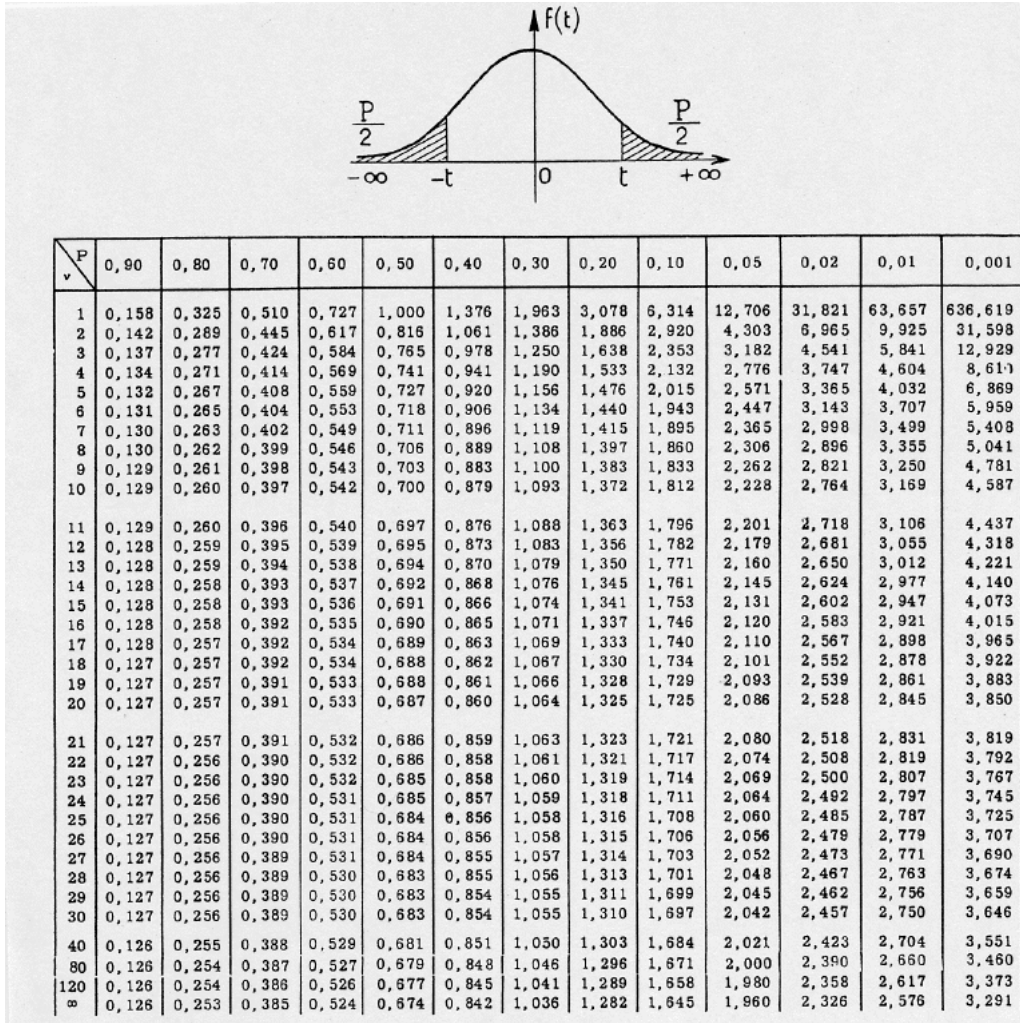 f(t)
P/2 P/2
-∞ -t 0 t +∞
v P 0,90 0,80 0,70 0,60 0,50 0,40 0,30 0,20 0,10 0,05 0,02 0,01 0,001
1 0,158 0,325 0,510 0,727 1,000 1,376 1,963 3,078 6,314 12,706 31,821 63,657 636,619
2 0,142 0,289 0,445 0,617 0,816 1,061 1,386 1,886 2,920 4,303 6,965 9,925 31,598
3 0,137 0,277 0,424 0,584 0,765 0,978 1,250 1,638 2,353 3,182 4,541 5,841 12,929
4 0,134 0,271 0,414 0,569 0,741 0,941 1,190 1,533 2,132 2,776 3,747 4,604 8,610
5 0,132 0,267 0,408 0,559 0,727 0,920 1,156 1,476 2,015 2,571 3,365 4,032 6,869
6 0,131 0,265 0,404 0,553 0,718 0,906 1,134 1,440 1,943 2,447 3,143 3,707 5,959
7 0,130 0,263 0,402 0,549 0,711 0,896 1,119 1,415 1,895 2,365 2,998 3,499 5,408
8 0,130 0,262 0,399 0,546 0,706 0,889 1,108 1,397 1,860 2,306 2,896 3,355 5,041
9 0,129 0,261 0,398 0,543 0,703 0,883 1,100 1,383 1,833 2,262 2,821 3,250 4,781
10 0,129 0,260 0,397 0,542 0,700 0,879 1,093 1,372 1,812 2,228 2,764 3,169 4,587
11 0,129 0,260 0,396 0,540 0,697 0,876 1,088 1,363 1,796 2,201 2,718 3,106 4,437
12 0,128 0,259 0,395 0,539 0,695 0,873 1,083 1,356 1,782 2,179 2,681 3,055 4,318
13 0,128 0,259 0,394 0,538 0,694 0,870 1,079 1,350 1,771 2,160 2,650 3,012 4,221
14 0,128 0,258 0,393 0,537 0,692 0,868 1,076 1,345 1,761 2,145 2,624 2,977 4,140
15 0,128 0,258 0,393 0,536 0,691 0,866 1,074 1,341 1,753 2,131 2,602 2,947 4,073
16 0,128 0,258 0,392 0,535 0,690 0,865 1,071 1,337 1,746 2,120 2,583 2,921 4,015
17 0,128 0,257 0,392 0,534 0,689 0,863 1,069 1,333 1,740 2,110 2,567 2,898 3,965
18 0,127 0,257 0,392 0,534 0,688 0,862 1,067 1,330 1,734 2,101 2,552 2,878 3,922
19 0,127 0,257 0,391 0,533 0,688 0,861 1,066 1,328 1,729 2,093 2,539 2,861 3,883
20 0,127 0,257 0,391 0,533 0,687 0,860 1,064 1,325 1,725 2,086 2,528 2,845 3,850
21 0,127 0,257 0,391 0,532 0,686 0,859 1,063 1,323 1,721 2,080 2,518 2,831 3,819
22 0,127 0,256 0,390 0,532 0,686 0,858 1,061 1,321 1,717 2,074 2,508 2,819 3,792
23 0,127 0,256 0,390 0,532 0,685 0,858 1,060 1,319 1,714 2,069 2,500 2,807 3,767
24 0,127 0,256 0,390 0,531 0,685 0,857 1,059 1,318 1,711 2,064 2,492 2,797 3,745
25 0,127 0,256 0,390 0,531 0,684 0,856 1,058 1,316 1,708 2,060 2,485 2,787 3,725
26 0,127 0,256 0,390 0,531 0,684 0,856 1,058 1,315 1,706 2,056 2,479 2,779 3,707
27 0,127 0,256 0,389 0,531 0,684 0,855 1,057 1,314 1,703 2,052 2,473 2,771 3,690
28 0,127 0,256 0,389 0,530 0,683 0,855 1,056 1,313 1,701 2,048 2,467 2,763 3,674
29 0,127 0,256 0,389 0,530 0,683 0,854 1,055 1,311 1,699 2,045 2,462 2,756 3,659
30 0,127 0,256 0,389 0,530 0,683 0,854 1,055 1,310 1,697 2,042 2,457 2,750 3,646
40 0,126 0,255 0,388 0,529 0,681 0,851 1,050 1,303 1,684 2,021 2,423 2,704 3,551
80 0,126 0,254 0,387 0,527 0,679 0,848 1,046 1,296 1,671 2,000 2,390 2,660 3,460
120 0,126 0,254 0,386 0,526 0,677 0,845 1,041 1,289 1,658 1,980 2,358 2,617 3,373
∞ 0,126 0,253 0,385 0,524 0,674 0,842 1,036 1,282 1,645 1,960 2,326 2,576 3,291